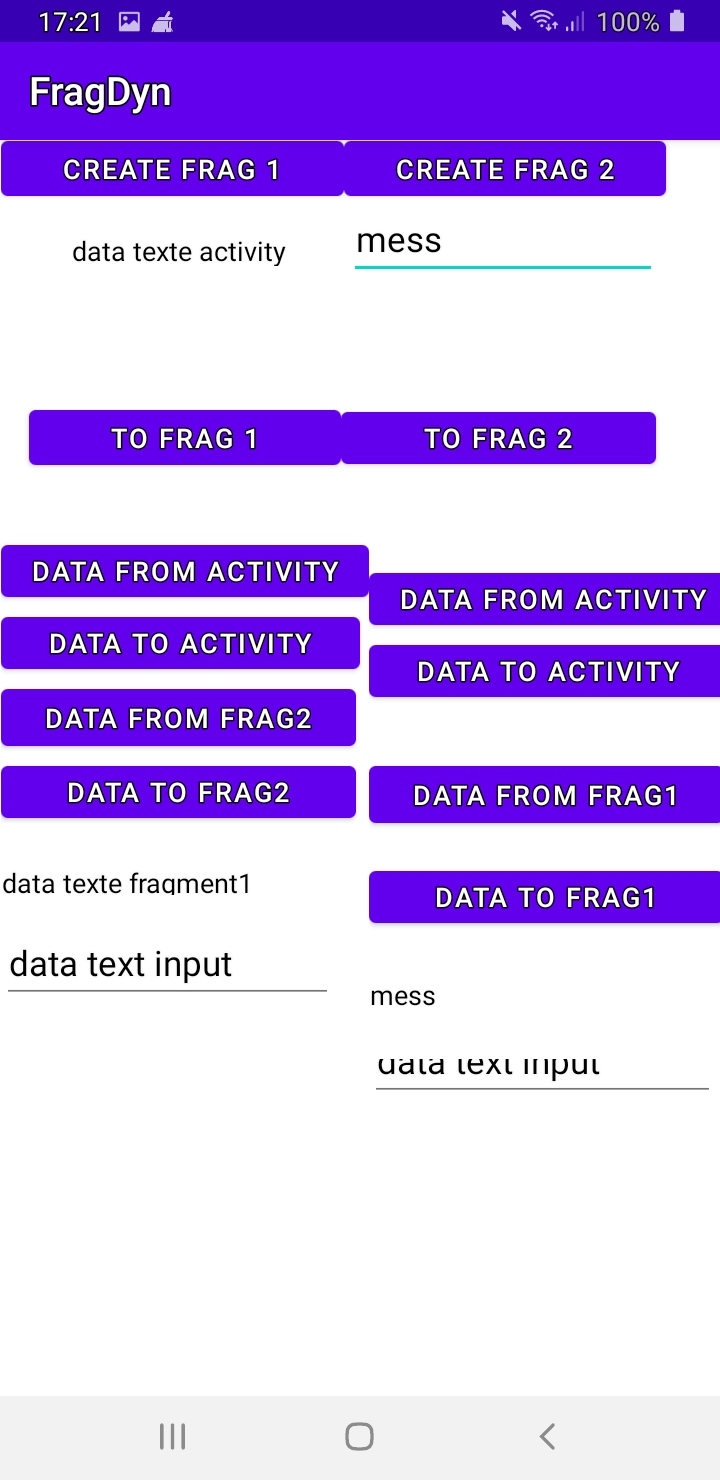 17:21 100%
FragDyn
CREATE FRAG 1 CREATE FRAG 2
data texte activity mess
TO FRAG 1 TO FRAG 2
DATA FROM ACTIVITY
DATA TO ACTIVITY
DATA FROM FRAG2
DATA TO FRAG2
data texte fragment1
data text input
DATA FROM ACTIVITY
DATA TO ACTIVITY
DATA FROM FRAG1
DATA TO FRAG1
mess
data text input